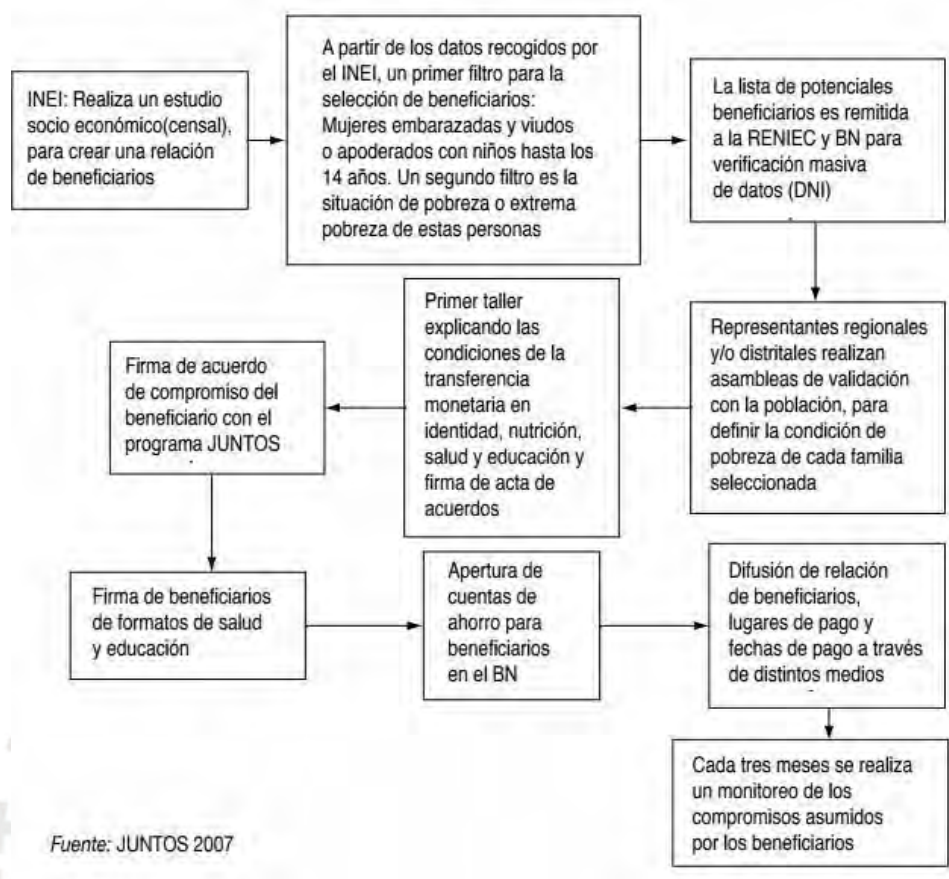 INEI: Realiza un estudio
socio económico(censal),
para crear una relación
de beneficiarios
A partir de los datos recogidos por
el INEI, un primer filtro para la
selección de beneficiarios:
Mujeres embarazadas y viudos
o apoderados con niños hasta los
14 años. Un segundo filtro es la
situación de pobreza o extrema
pobreza de estas personas
La lista de potenciales
beneficiarios es remitida
a la RENIEC y BN para
verificación masiva
de datos (DNI)
Representantes regionales
y/o distritales realizan
asambleas de validación
con la población, para
definir la condición de
pobreza de cada familia
seleccionada
Primer taller
explicando las
condiciones de la
transferencia
monetaria en
identidad, nutrición,
salud y educación y
firma de acta de
acuerdos
Firma de acuerdo
de compromiso del
beneficiario con el
programa JUNTOS
Firma de beneficiarios
de formatos de salud
y educación
Apertura de
cuentas de
ahorro para
beneficiarios
en el BN
Difusión de relación
de beneficiarios,
lugares de pago y
fechas de pago a través
de distintos medios
Cada tres meses se realiza
un monitoreo de los
compromisos asumidos
por los beneficiarios
Fuente: JUNTOS 2007